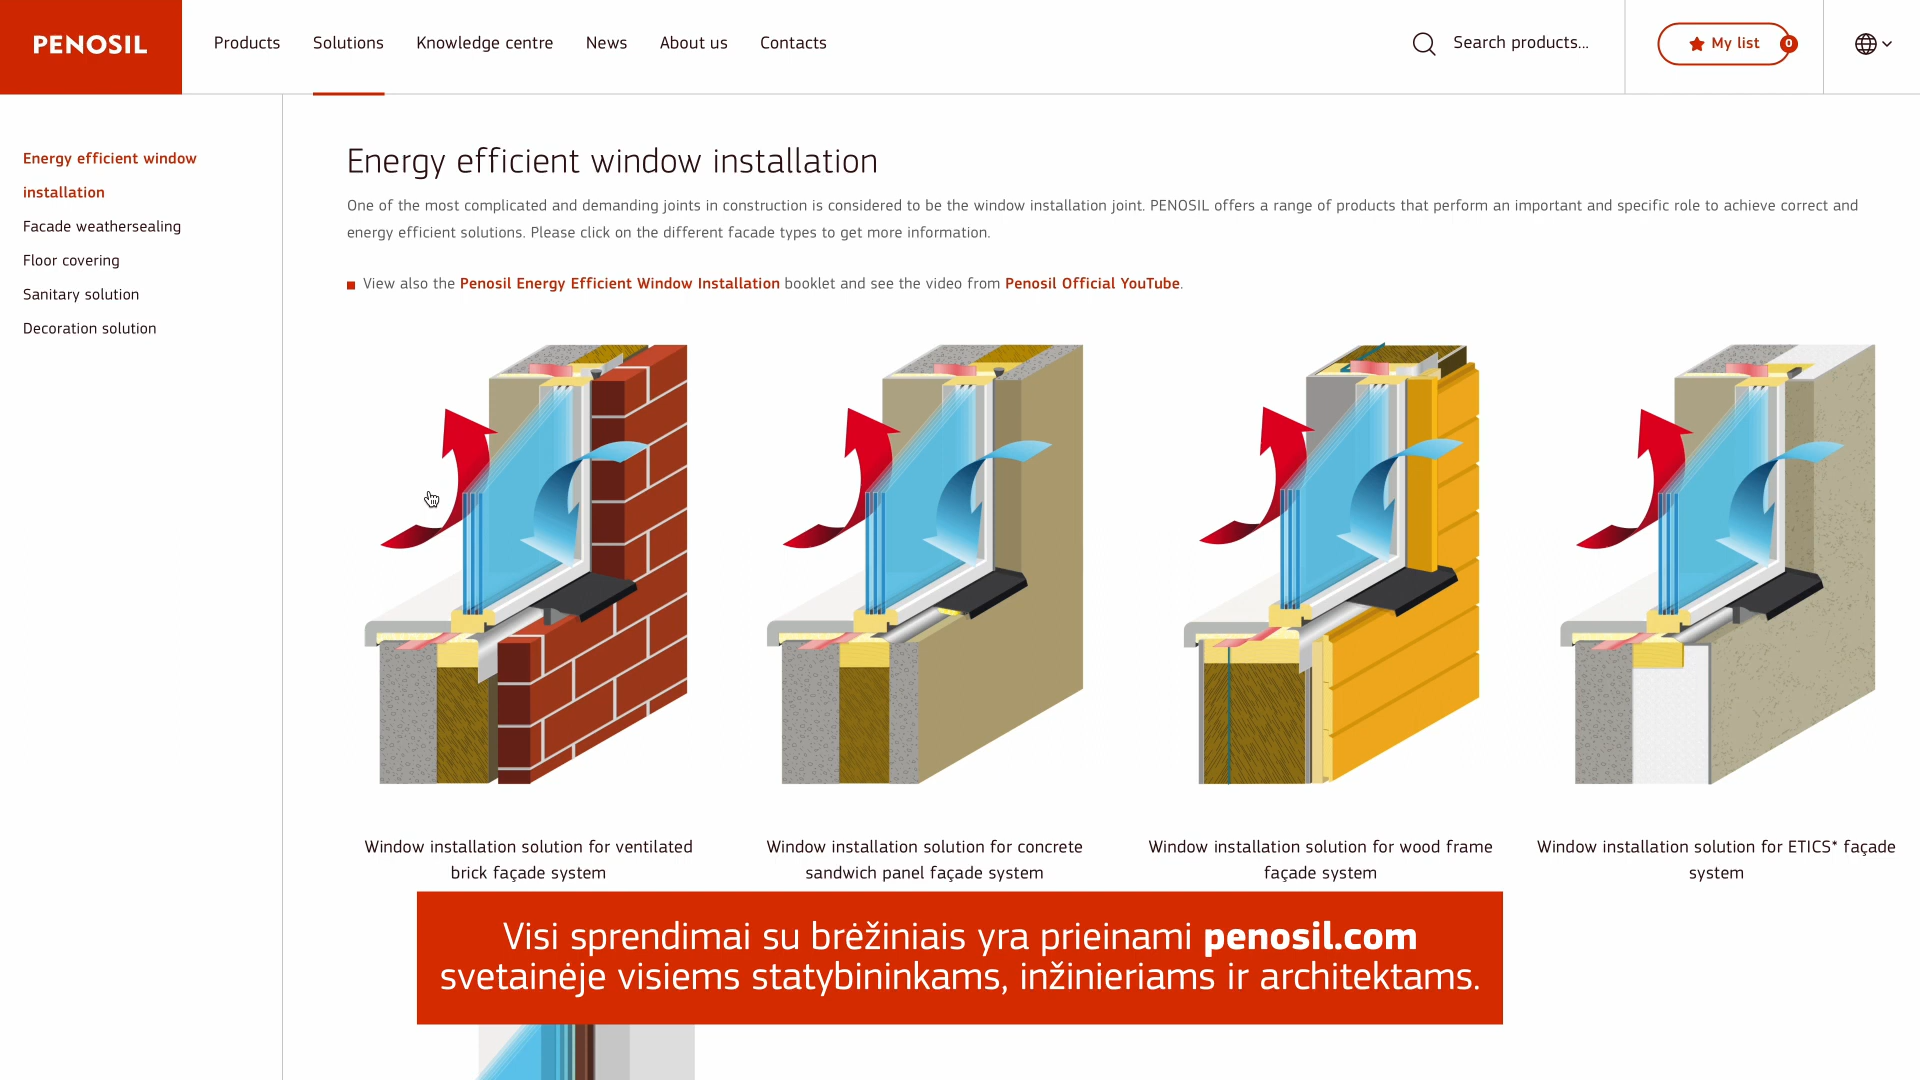 PENOSIL
Products
Solutions
Knowledge centre
News
About us
Contacts
Search products...
My list
0
Energy efficient window
installation
Facade weathersealing
Floor covering
Sanitary solution
Decoration solution
Energy efficient window installation
One of the most complicated and demanding joints in construction is considered to be the window installation joint. PENOSIL offers a range of products that perform an important and specific role to achieve correct and
energy efficient solutions. Please click on the different facade types to get more information.
View also the Penosil Energy Efficient Window Installation booklet and see the video from Penosil Official YouTube.
Window installation solution for ventilated
brick façade system
Window installation solution for concrete
sandwich panel façade system
Window installation solution for wood frame
façade system
Window installation solution for ETICS* façade
system
Visi sprendimai su brėžiniais yra prieinami penosil.com
svetainėje visiems statybininkams, inžinieriams ir architektams.